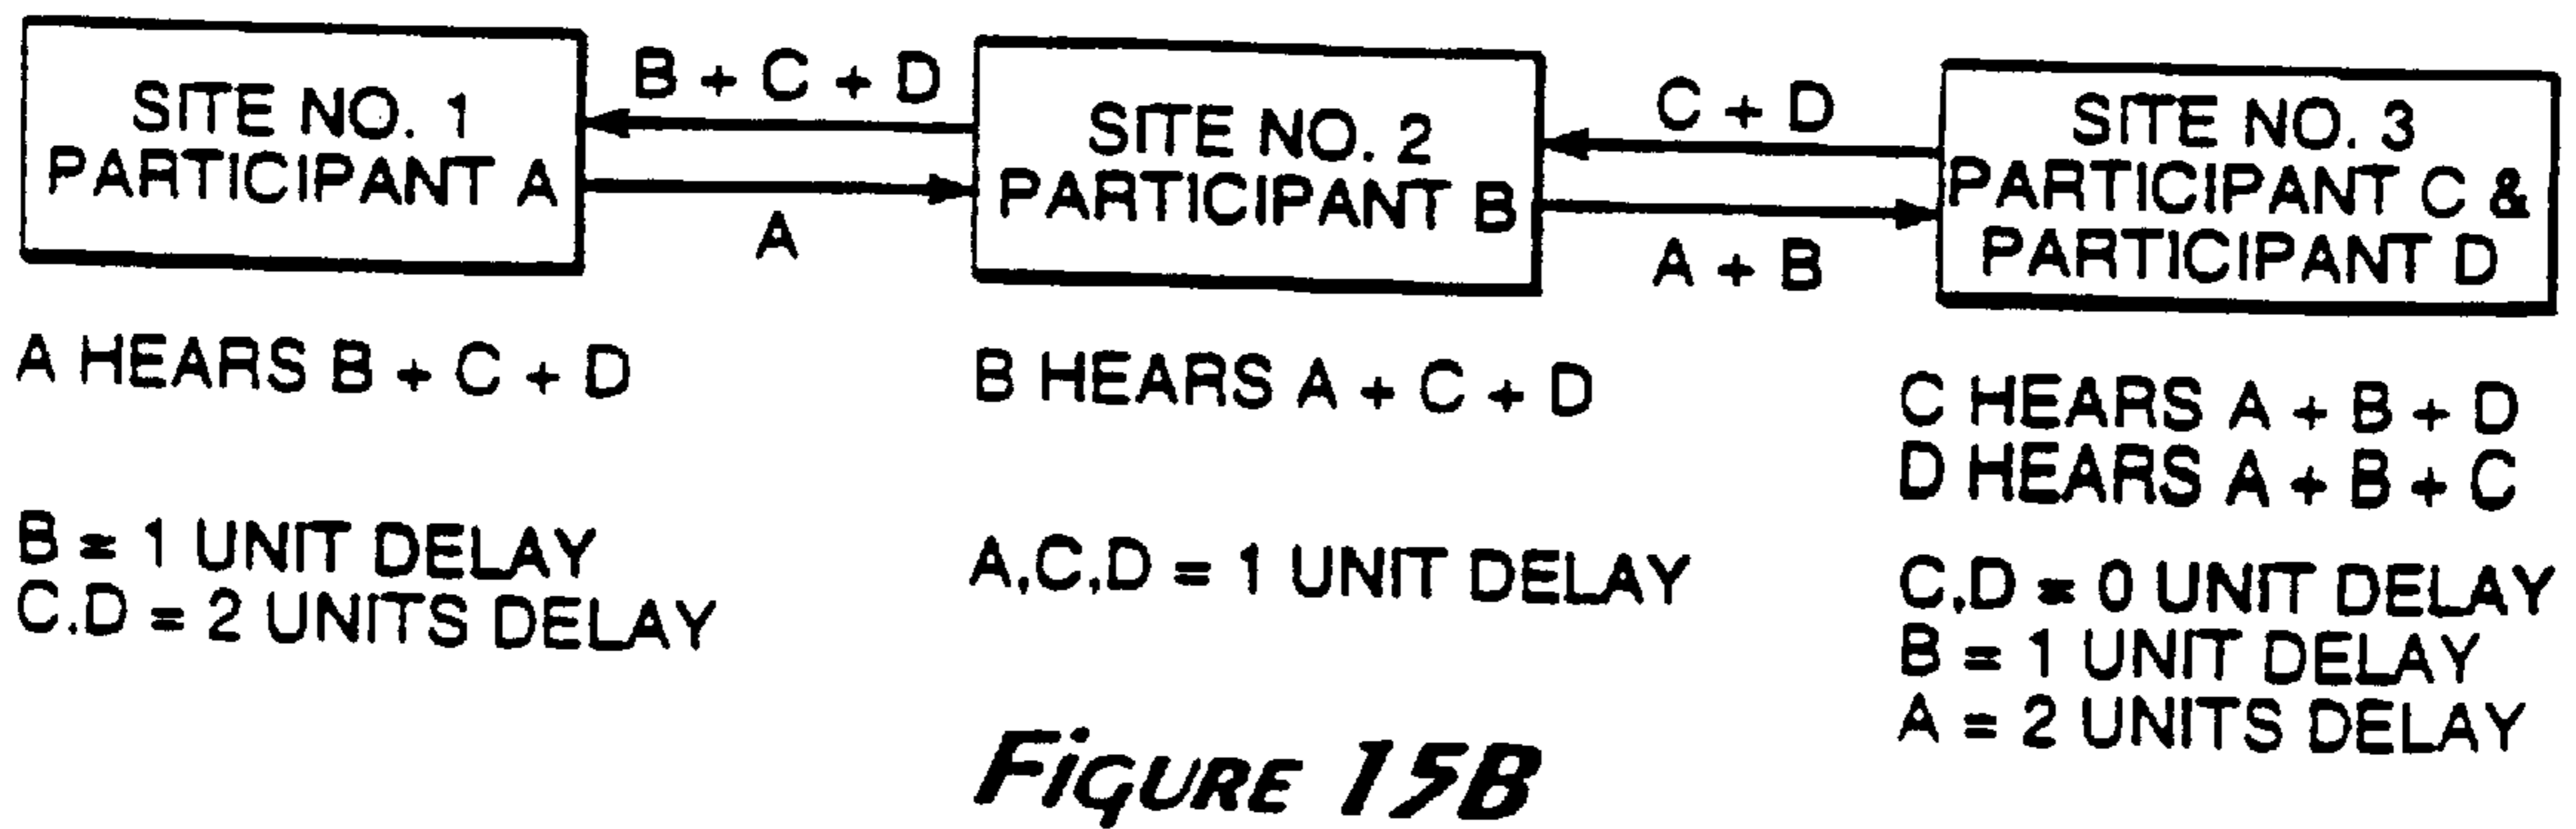 SITE NO. 1
PARTICIPANT A
B + C + D
A
SITE NO. 2
PARTICIPANT B
C + D
A + B
SITE NO. 3
PARTICIPANT C &
PARTICIPANT D
A HEARS B + C + D
B = 1 UNIT DELAY
C,D = 2 UNITS DELAY
B HEARS A + C + D
A,C,D = 1 UNIT DELAY
C HEARS A + B + D
D HEARS A + B + C
C,D = 0 UNIT DELAY
B = 1 UNIT DELAY
A = 2 UNITS DELAY
FIGURE 15B